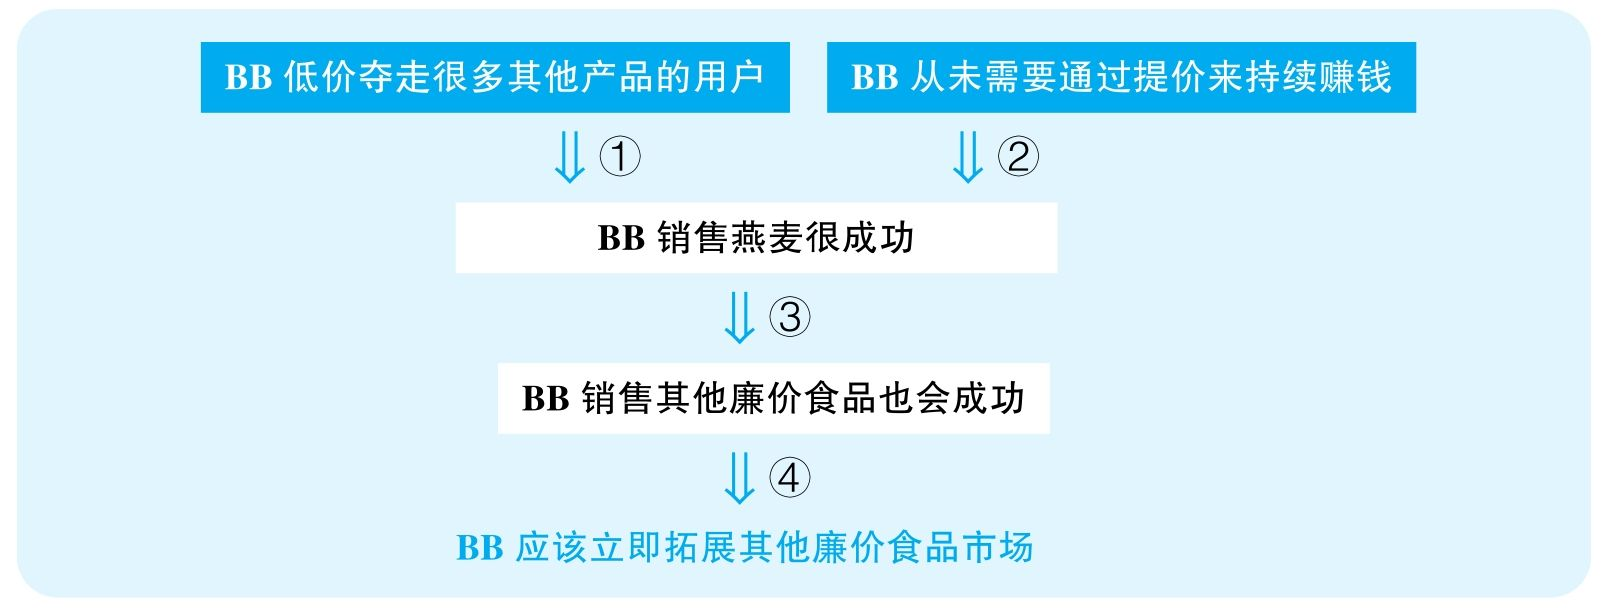 BB 低价夺走很多其他产品的用户
BB 从未需要通过提价来持续赚钱
①
②
BB 销售燕麦很成功
③
BB 销售其他廉价食品也会成功
④
BB 应该立即拓展其他廉价食品市场